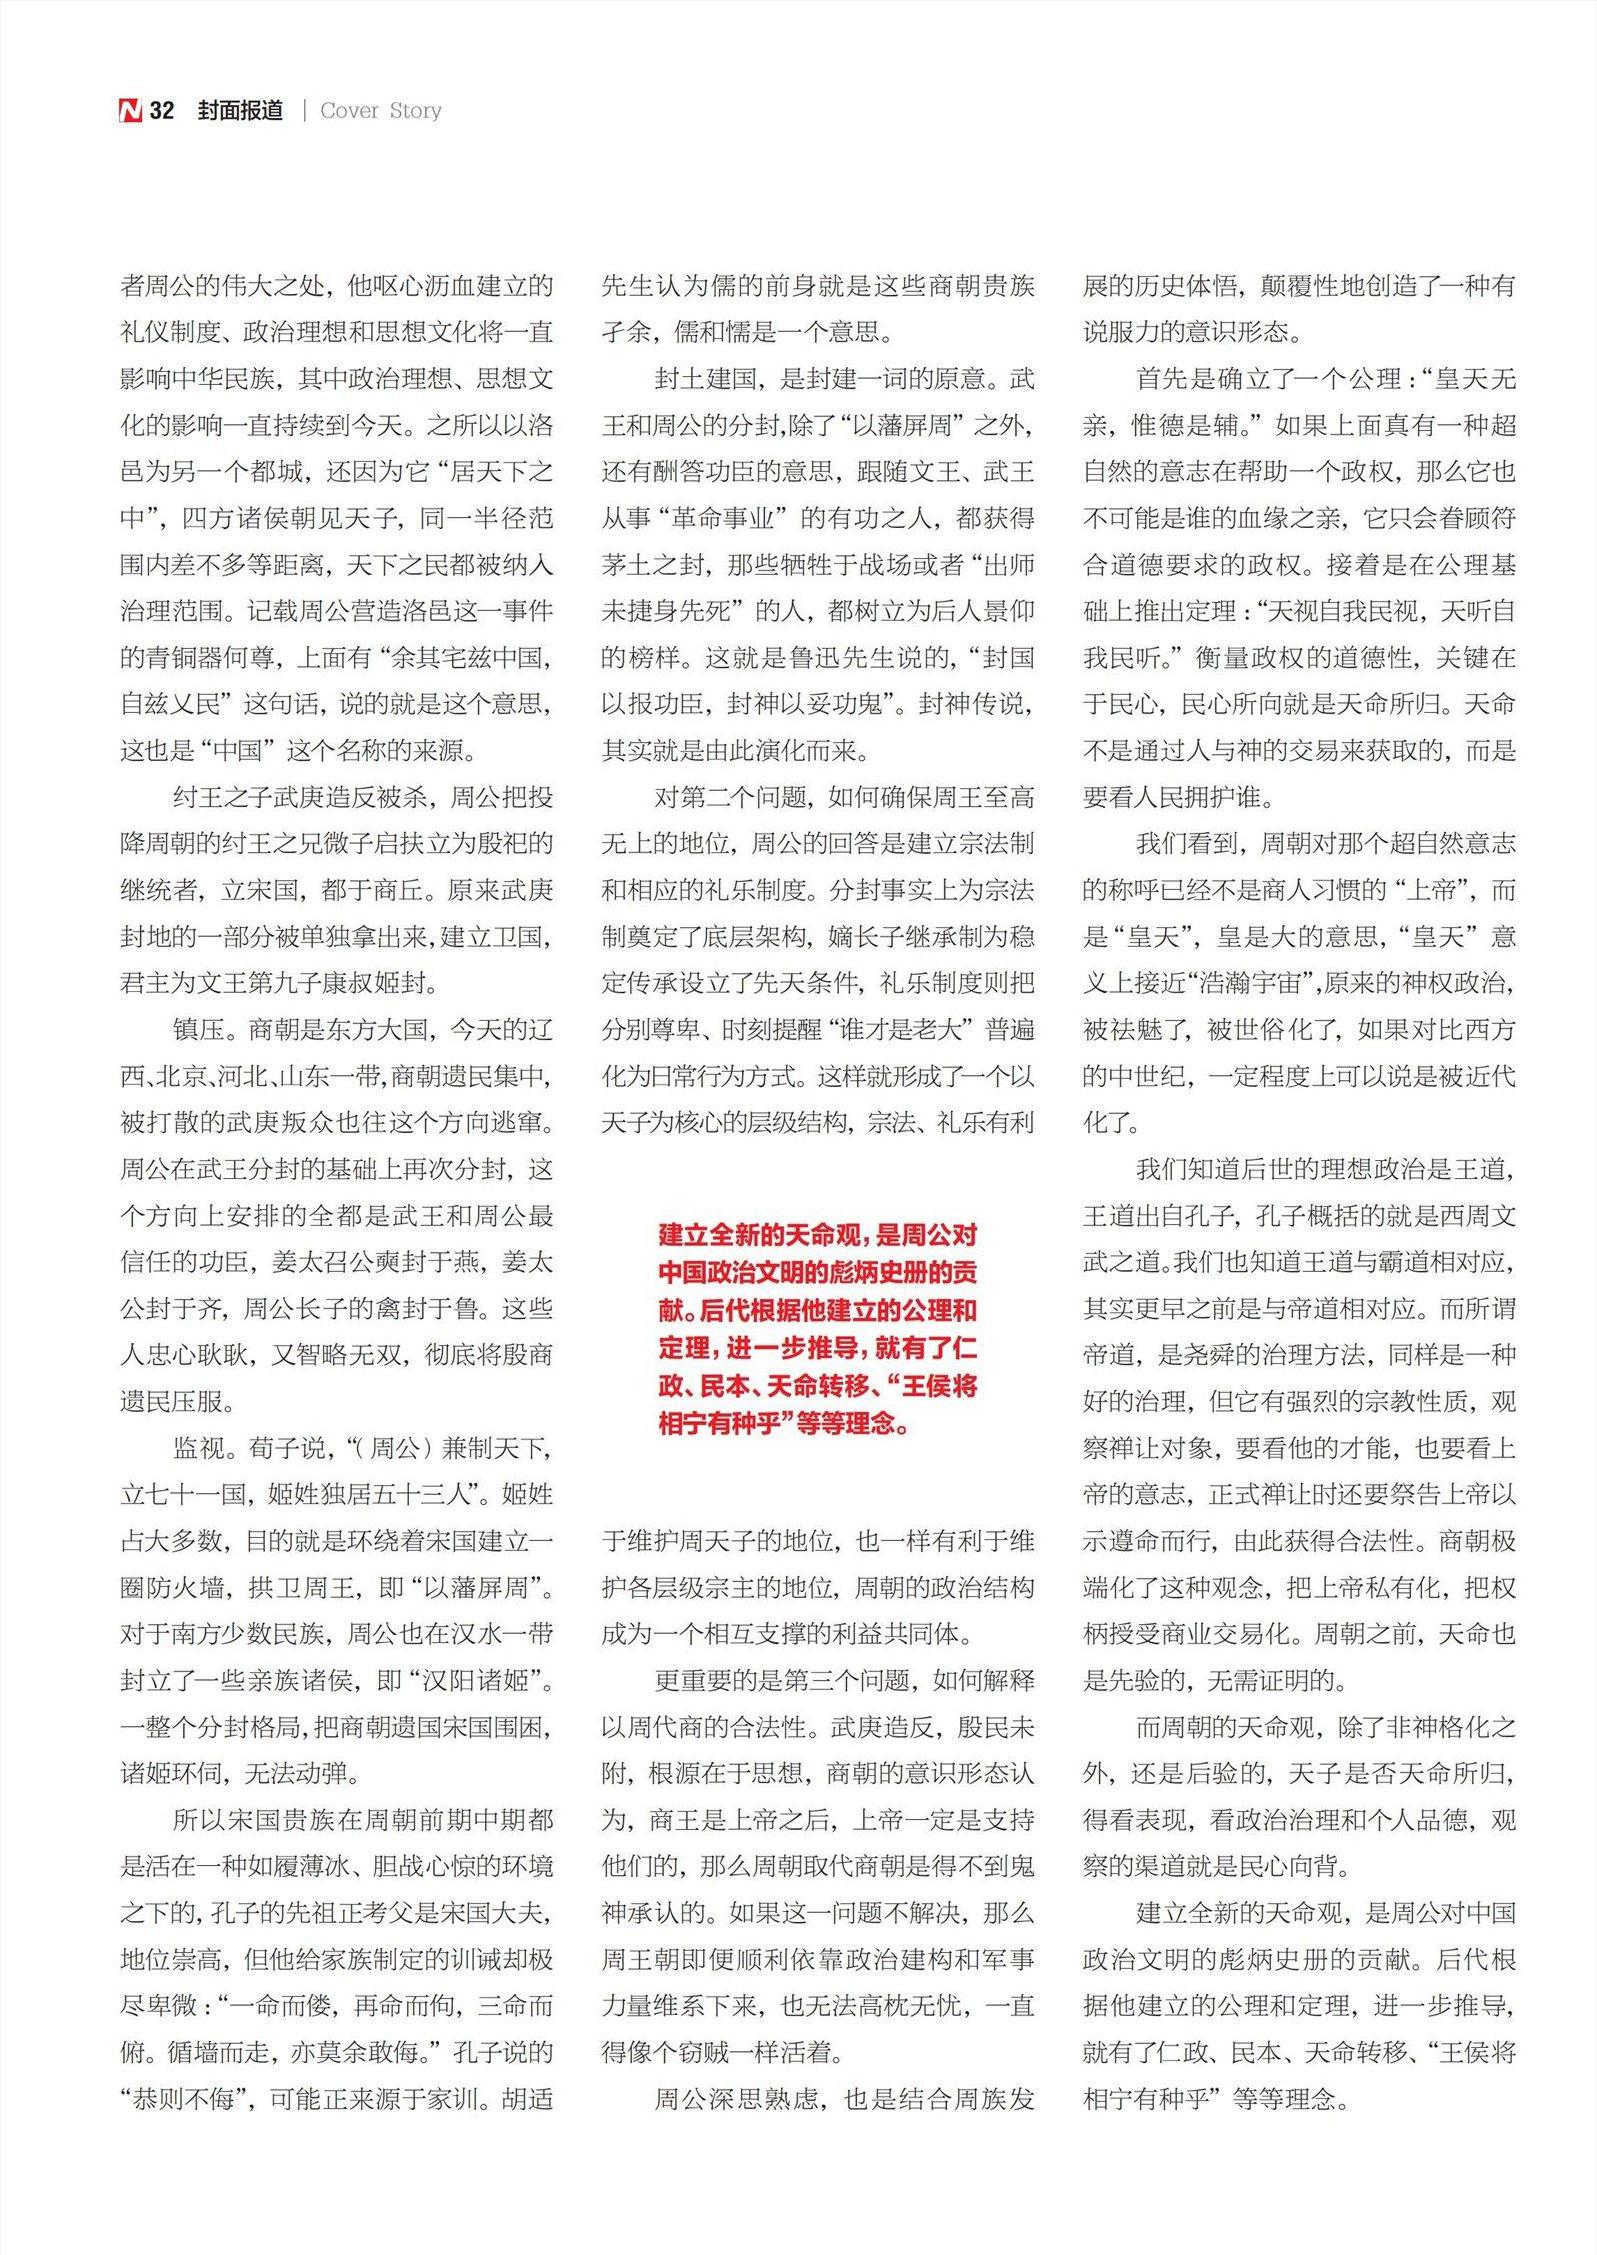 N 32 封面报道 | Cover Story
者周公的伟大之处，他呕心沥血建立的
礼仪制度、政治理想和思想文化将一直
影响中华民族，其中政治理想、思想文
化的影响一直持续到今天。之所以以洛
邑为另一个都城，还因为它“居天下之
中”，四方诸侯朝见天子，同一半径范
围内差不多等距离，天下之民都被纳入
治理范围。记载周公营造洛邑这一事件
的青铜器何尊，上面有“余其宅兹中国，
自兹乂民”这句话，说的就是这个意思，
这也是“中国”这个名称的来源。
纣王之子武庚造反被杀，周公把投
降周朝的纣王之兄微子启扶立为殷祀的
继统者，立宋国，都于商丘。原来武庚
封地的一部分被单独拿出来，建立卫国，
君主为文王第九子康叔姬封。
镇压。商朝是东方大国，今天的辽
西、北京、河北、山东一带，商朝遗民集中，
被打散的武庚叛众也往这个方向逃窜。
周公在武王分封的基础上再次分封，这
个方向上安排的全都是武王和周公最
信任的功臣，姜太召公奭封于燕，姜太
公封于齐，周公长子的禽封于鲁。这些
人忠心耿耿，又智略无双，彻底将殷商
遗民压服。
监视。荀子说，“（周公）兼制天下，
立七十一国，姬姓独居五十三人”。姬姓
占大多数，目的就是环绕着宋国建立一
圈防火墙，拱卫周王，即“以藩屏周”。
对于南方少数民族，周公也在汉水一带
封立了一些亲族诸侯，即“汉阳诸姬”。
一整个分封格局，把商朝遗国宋国围困，
诸姬环伺，无法动弹。
所以宋国贵族在周朝前期中期都
是活在一种如履薄冰、胆战心惊的环境
之下的，孔子的先祖正考父是宋国大夫，
地位崇高，但他给家族制定的训诫却极
尽卑微：“一命而偻，再命而伛，三命而
俯。循墙而走，亦莫余敢侮。”孔子说的
“恭则不侮”，可能正来源于家训。胡适
先生认为儒的前身就是这些商朝贵族
孑余，儒和懦是一个意思。
封土建国，是封建一词的原意。武
王和周公的分封，除了“以藩屏周”之外，
还有酬答功臣的意思，跟随文王、武王
从事“革命事业”的有功之人，都获得
茅土之封，那些牺牲于战场或者“出师
未捷身先死”的人，都树立为后人景仰
的榜样。这就是鲁迅先生说的，“封国
以报功臣，封神以妥功鬼”。封神传说，
其实就是由此演化而来。
对第二个问题，如何确保周王至高
无上的地位，周公的回答是建立宗法制
和相应的礼乐制度。分封事实上为宗法
制奠定了底层架构，嫡长子继承制为稳
定传承设立了先天条件，礼乐制度则把
分别尊卑、时刻提醒“谁才是老大”普遍
化为日常行为方式。这样就形成了一个以
天子为核心的层级结构，宗法、礼乐有利
建立全新的天命观，是周公对
中国政治文明的彪炳史册的贡
献。后代根据他建立的公理和
定理，进一步推导，就有了仁
政、民本、天命转移、“王侯将
相宁有种乎”等等理念。
于维护周天子的地位，也一样有利于维
护各层级宗主的地位，周朝的政治结构
成为一个相互支撑的利益共同体。
更重要的是第三个问题，如何解释
以周代商的合法性。武庚造反，殷民未
附，根源在于思想，商朝的意识形态认
为，商王是上帝之后，上帝一定是支持
他们的，那么周朝取代商朝是得不到鬼
神承认的。如果这一问题不解决，那么
周王朝即便顺利依靠政治建构和军事
力量维系下来，也无法高枕无忧，一直
得像个窃贼一样活着。
周公深思熟虑，也是结合周族发
展的历史体悟，颠覆性地创造了一种有
说服力的意识形态。
首先是确立了一个公理：“皇天无
亲，惟德是辅。”如果上面真有一种超
自然的意志在帮助一个政权，那么它也
不可能是谁的血缘之亲，它只会眷顾符
合道德要求的政权。接着是在公理基
础上推出定理：“天视自我民视，天听自
我民听。”衡量政权的道德性，关键在
于民心，民心所向就是天命所归。天命
不是通过人与神的交易来获取的，而是
要看人民拥护谁。
我们看到，周朝对那个超自然意志
的称呼已经不是商人习惯的“上帝”，而
是“皇天”，皇是大的意思，“皇天”意
义上接近“浩瀚宇宙”，原来的神权政治，
被祛魅了，被世俗化了，如果对比西方
的中世纪，一定程度上可以说是被近代
化了。
我们知道后世的理想政治是王道，
王道出自孔子，孔子概括的就是西周文
武之道。我们也知道王道与霸道相对应，
其实更早之前是与帝道相对应。而所谓
帝道，是尧舜的治理方法，同样是一种
好的治理，但它有强烈的宗教性质，观
察禅让对象，要看他的才能，也要看上
帝的意志，正式禅让时还要祭告上帝以
示遵命而行，由此获得合法性。商朝极
端化了这种观念，把上帝私有化，把权
柄授受商业交易化。周朝之前，天命也
是先验的，无需证明的。
而周朝的天命观，除了非神格化之
外，还是后验的，天子是否天命所归，
得看表现，看政治治理和个人品德，观
察的渠道就是民心向背。
建立全新的天命观，是周公对中国
政治文明的彪炳史册的贡献。后代根
据他建立的公理和定理，进一步推导，
就有了仁政、民本、天命转移、“王侯将
相宁有种乎”等等理念。